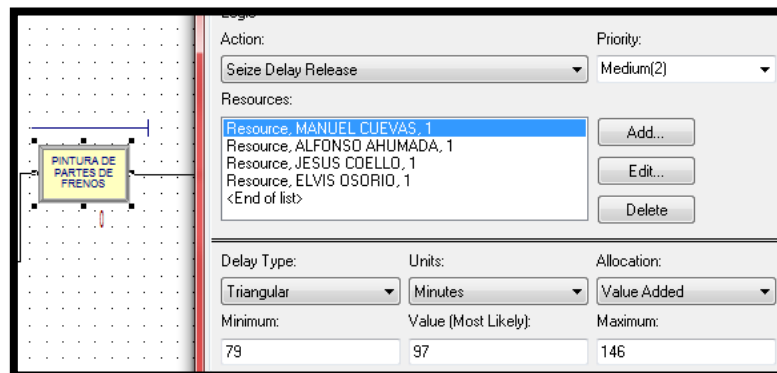 Logic
Action:
Priority:
Seize Delay Release
Medium(2)
Resources:
Resource, MANUEL CUEVAS, 1
Resource, ALFONSO AHUMADA, 1
Resource, JESUS COELLO, 1
Resource, ELVIS OSORIO, 1
<End of list>
Add...
Edit...
Delete
PINTURA DE
PARTES DE
FRENOS
0
Delay Type:
Units:
Allocation:
Triangular
Minutes
Value Added
Minimum:
Value (Most Likely):
Maximum:
79
97
146